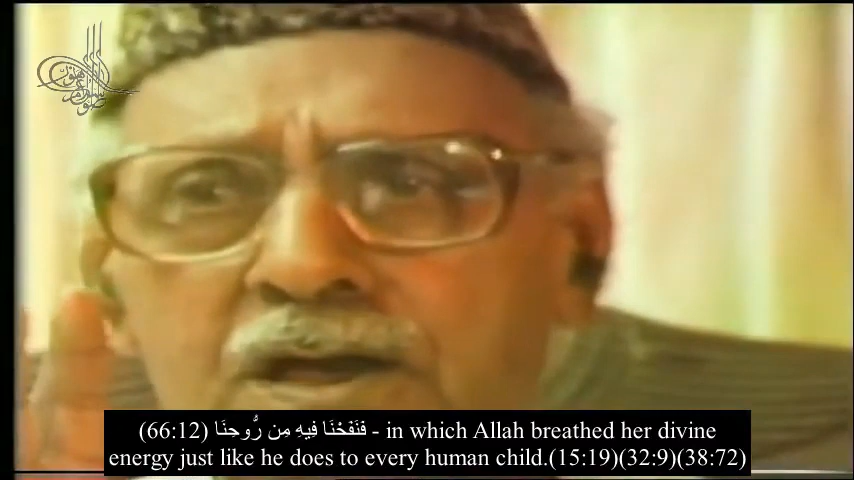 (66:12) فَنَفَخْنَا فِيهِ مِن رُّوحِنَا - in which Allah breathed her divine
energy just like he does to every human child.(15:19)(32:9)(38:72)